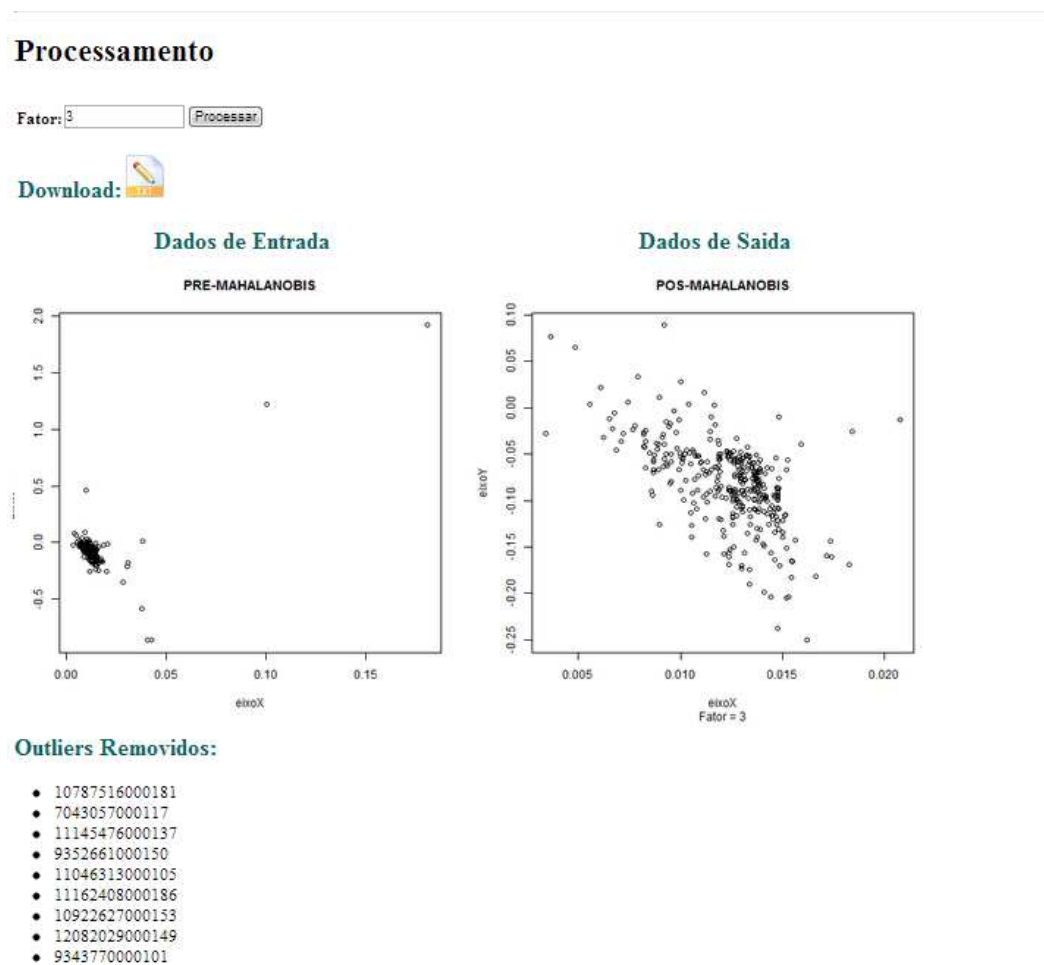 Processamento
Fator: 3 Processar
Download: TXT
Dados de Entrada
Dados de Saida
PRE-MAHALANOBIS
POS-MAHALANOBIS
2.0
1.5
1.0
0.5
0.0
-0.5
0.00 0.05 0.10 0.15
eixoX
0.10
0.05
0.00
-0.05
-0.10
-0.15
-0.20
-0.25
eixoY
0.005 0.010 0.015 0.020
eixoX
Fator = 3
Outliers Removidos:
10787516000181
7043057000117
11145476000137
9352661000150
11046313000105
11162408000186
10922627000153
12082029000149
9343770000101